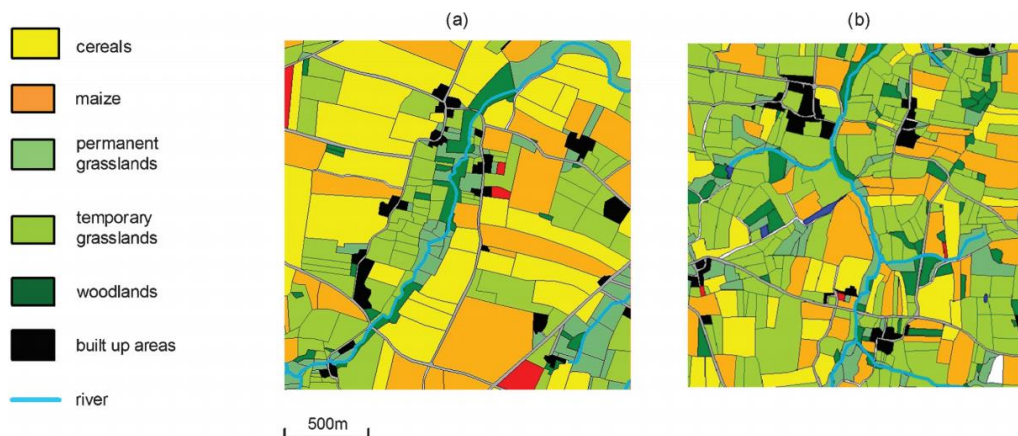 (a)
(b)
cereals
maize
permanent
grasslands
temporary
grasslands
woodlands
built up areas
river
500m